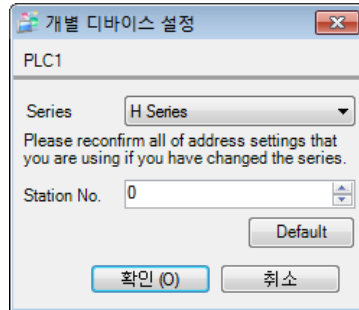 개별 디바이스 설정
PLC1
Series H Series
Please reconfirm all of address settings that
you are using if you have changed the series.
Station No. 0
Default
확인 (O) 취소